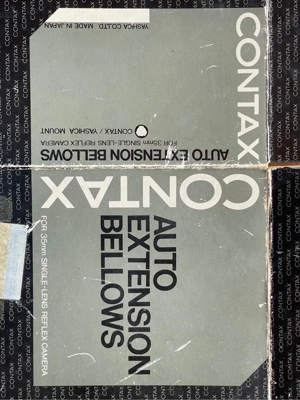 CONTAX
AUTO EXTENSION BELLOWS
FOR 35mm SINGLE-LENS REFLEX CAMERA
CONTAX / YASHICA MOUNT
YASHICA CO.,LTD. MADE IN JAPAN
CONTAX
AUTO
EXTENSION
BELLOWS
FOR 35mm SINGLE-LENS REFLEX CAMERA